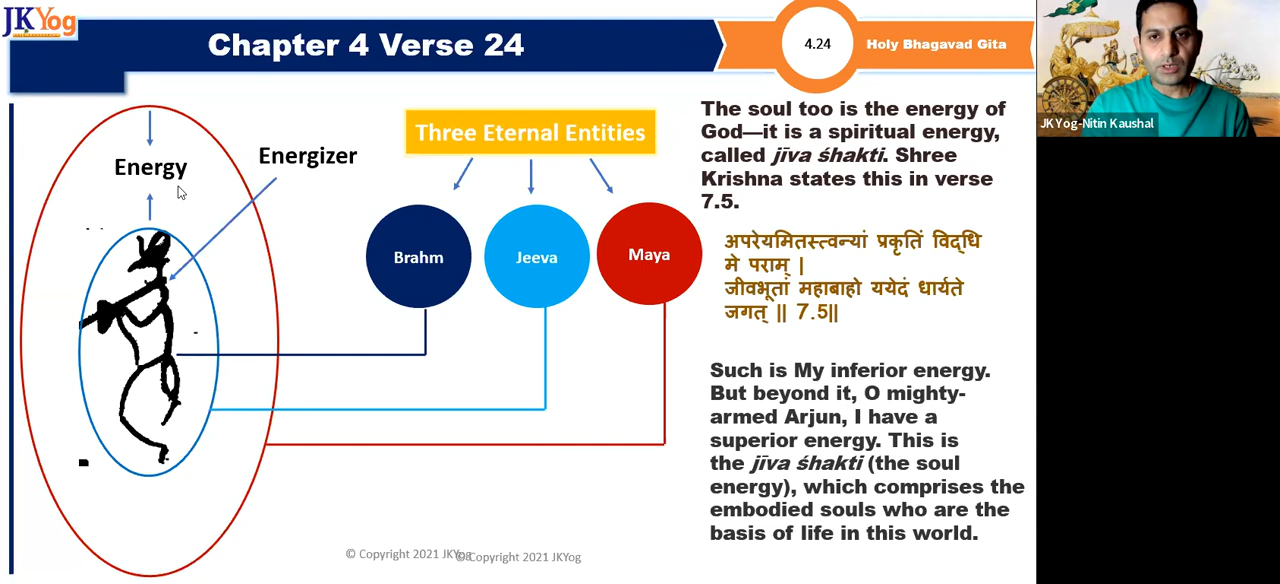 JKYog
Chapter 4 Verse 24
4.24
Holy Bhagavad Gita
JKYog-Nitin Kaushal
Energy
Energizer
Three Eternal Entities
Brahm
Jeeva
Maya
The soul too is the energy of
God—it is a spiritual energy,
called jīva śhakti. Shree
Krishna states this in verse
7.5.
अपरेयमितस्त्वन्यां प्रकृतिं विद्धि
मे पराम् |
जीवभूतां महाबाहो ययेदं धार्यते
जगत् || 7.5||
Such is My inferior energy.
But beyond it, O mighty-
armed Arjun, I have a
superior energy. This is
the jīva śhakti (the soul
energy), which comprises the
embodied souls who are the
basis of life in this world.
© Copyright 2021 JKYog
© Copyright 2021 JKYog